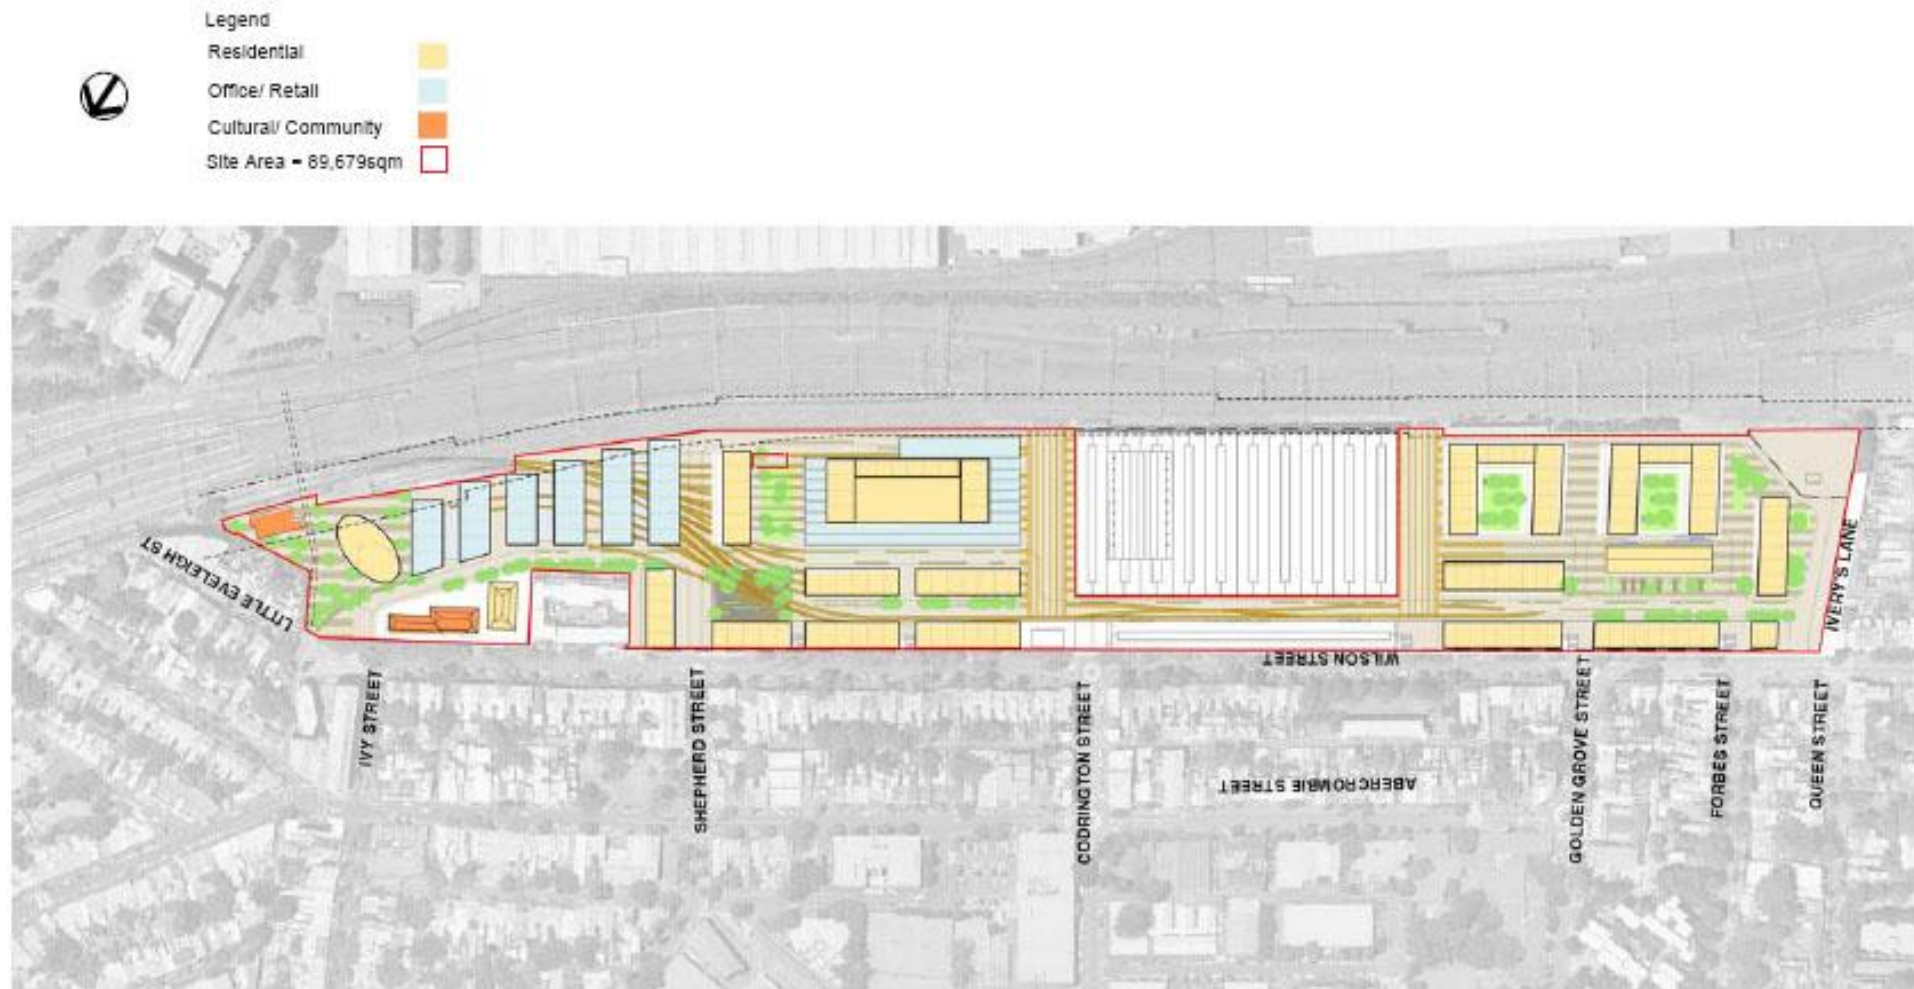 Legend
Residential
Office/ Retail
Cultural/ Community
Site Area = 89,679sqm
LITTLE EVELEIGH ST
IVERY'S LANE
WILSON STREET
IVY STREET
SHEPHERD STREET
CODRINGTON STREET
ABERCROMBIE STREET
GOLDEN GROVE STREET
FORBES STREET
QUEEN STREET